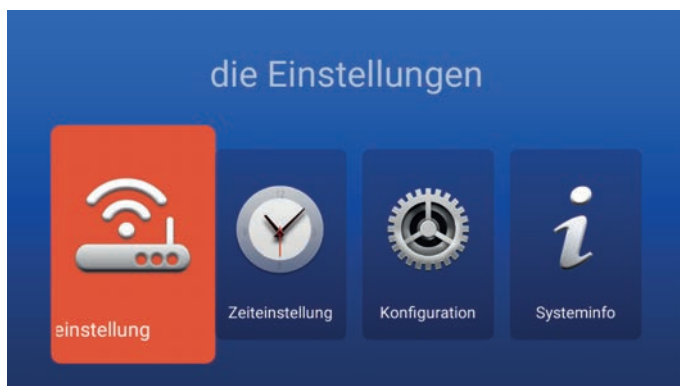 die Einstellungen
einstellung
Zeiteinstellung
Konfiguration
Systeminfo